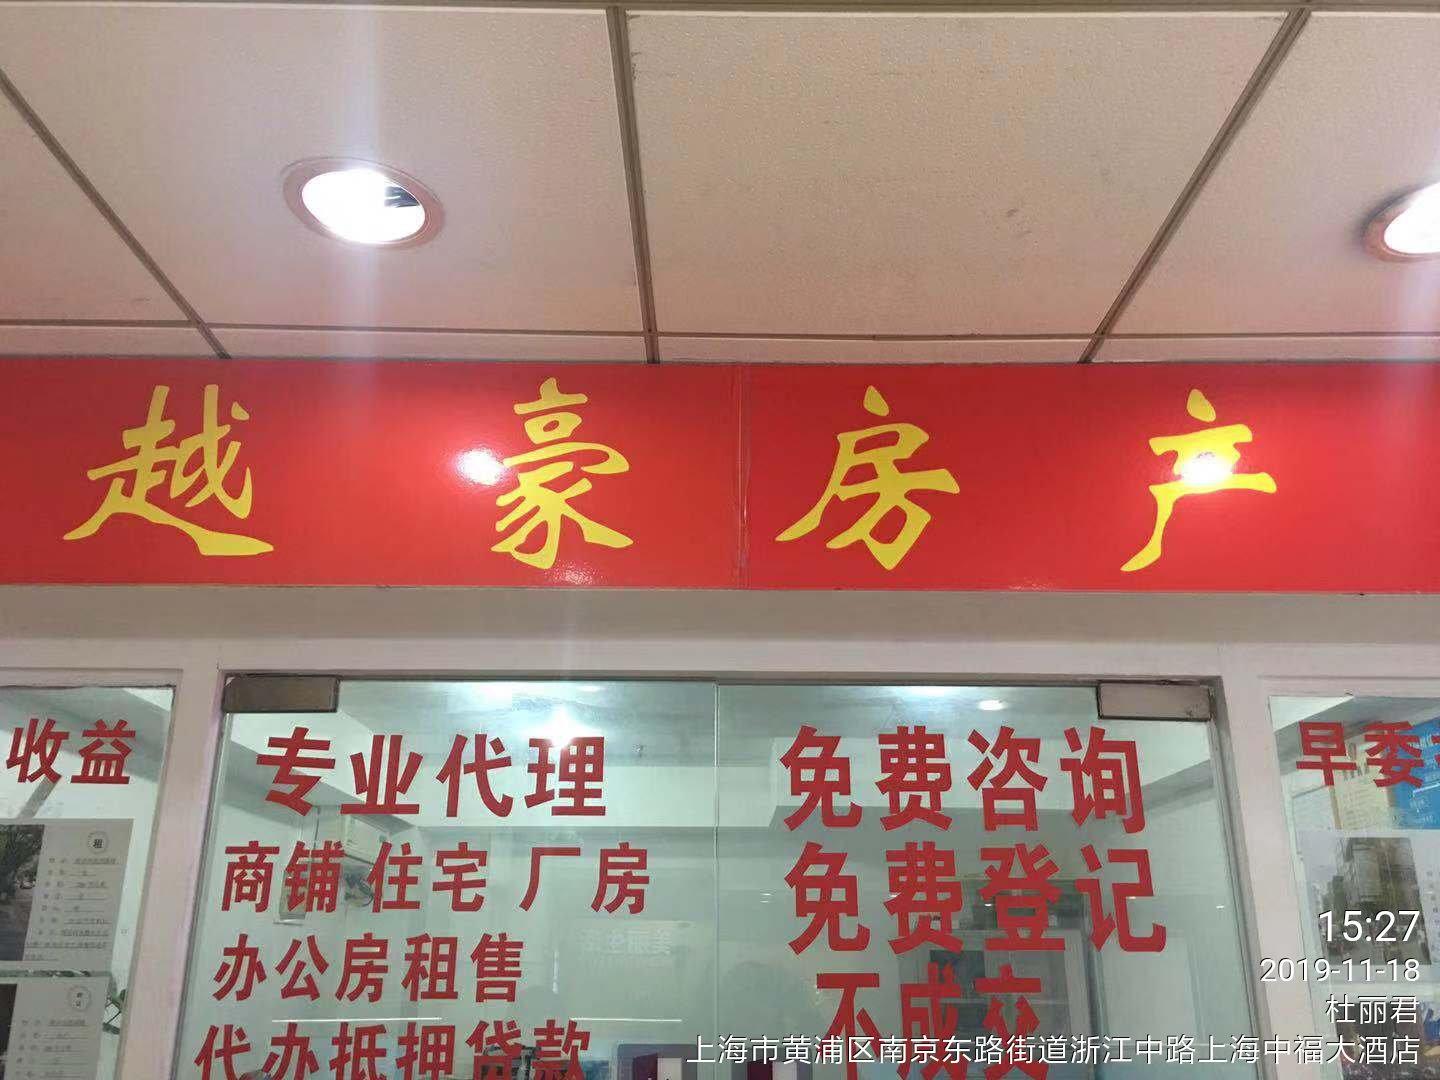 越豪房产
收益
专业代理
商铺 住宅 厂房
办公房租售
代办抵押贷款
免费咨询
免费登记
不成交
早委
租
15:27
2019-11-18
杜丽君
上海市黄浦区南京东路街道浙江中路上海中福大酒店